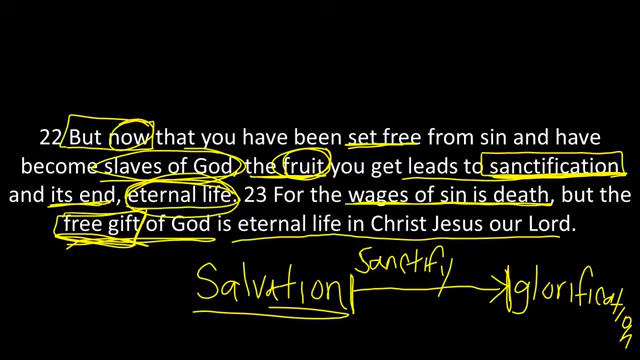 22 But now that you have been set free from sin and have
become slaves of God, the fruit you get leads to sanctification
and its end, eternal life. 23 For the wages of sin is death, but the
free gift of God is eternal life in Christ Jesus our Lord.
Sanctify
Salvation glorification